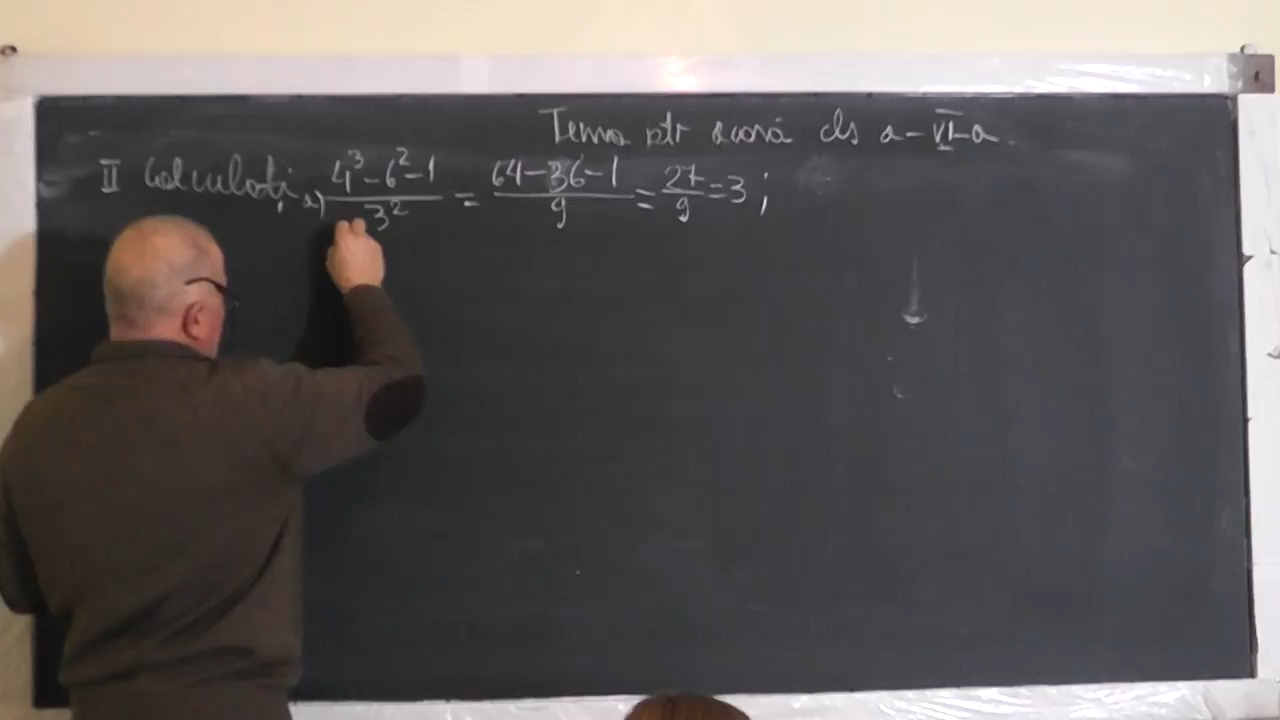 Tema ptr acasă cls a-VI-a
II Calculați a) (4³-6²-1)/3² = (64-36-1)/9 = 27/9 = 3;